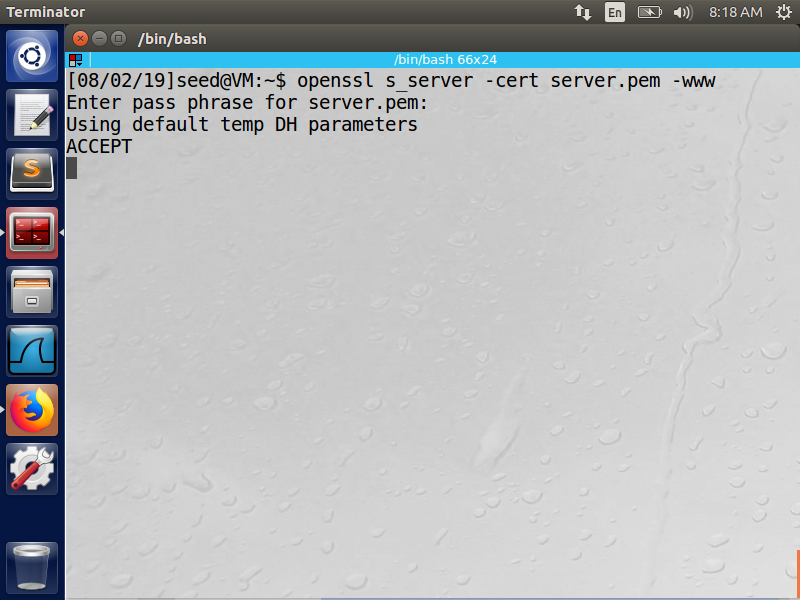 Terminator
En
8:18 AM
/bin/bash
/bin/bash 66x24
[08/02/19]seed@VM:~$ openssl s_server -cert server.pem -www
Enter pass phrase for server.pem:
Using default temp DH parameters
ACCEPT